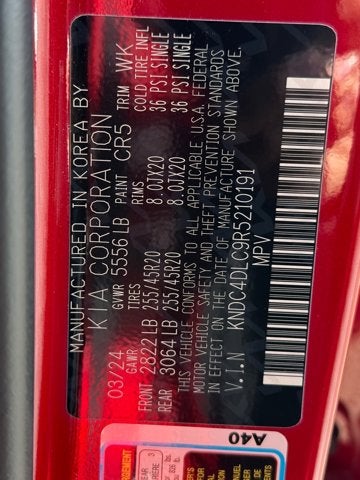 MANUFACTURED IN KOREA BY
KIA CORPORATION
03/24 GVWR 5556 LB PAINT CR5 TRIM WK
GAWR TIRES RIMS COLD TIRE INFL
FRONT 2822 LB 255/45R20 8.0JX20 36 PSI SINGLE
REAR 3064 LB 255/45R20 8.0JX20 36 PSI SINGLE
THIS VEHICLE CONFORMS TO ALL APPLICABLE U.S.A. FEDERAL
MOTOR VEHICLE SAFETY AND THEFT PREVENTION STANDARDS
IN EFFECT ON THE DATE OF MANUFACTURE SHOWN ABOVE.
V.I.N KNDC4DLC9R5210191
MPV
A40